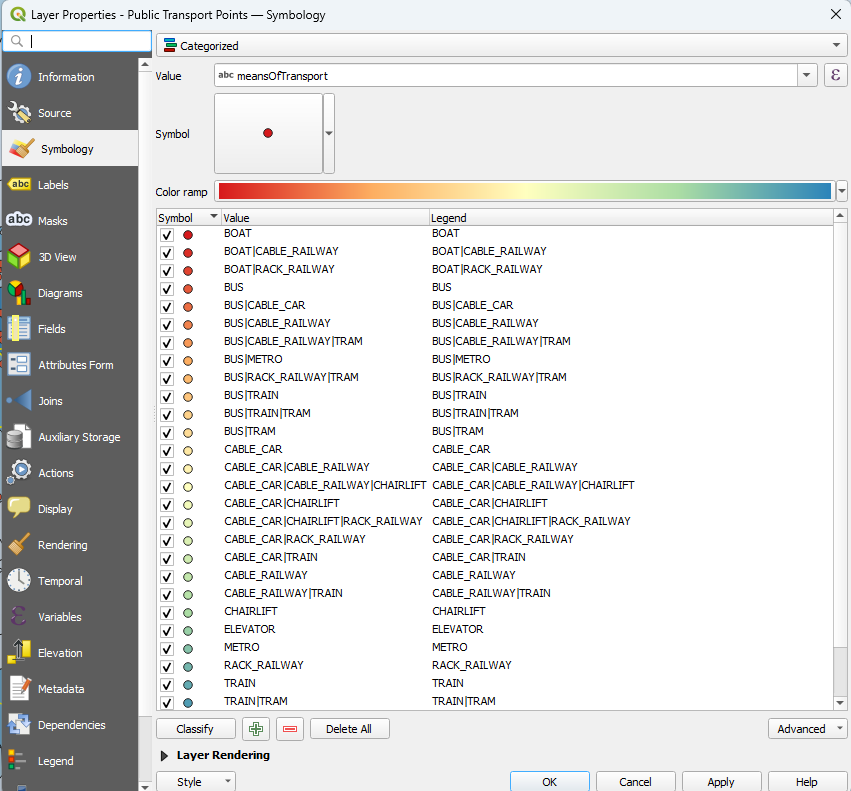 Layer Properties - Public Transport Points — Symbology
Categorized
Information
Value
abc meansOfTransport
ε
Source
Symbology
Symbol
abc Labels
abc Masks
Color ramp
3D View
Diagrams
Fields
Attributes Form
Joins
Auxiliary Storage
Actions
Display
Rendering
Temporal
Variables
Elevation
Metadata
Dependencies
Legend
Symbol Value Legend
BOAT BOAT
BOAT|CABLE_RAILWAY BOAT|CABLE_RAILWAY
BOAT|RACK_RAILWAY BOAT|RACK_RAILWAY
BUS BUS
BUS|CABLE_CAR BUS|CABLE_CAR
BUS|CABLE_RAILWAY BUS|CABLE_RAILWAY
BUS|CABLE_RAILWAY|TRAM BUS|CABLE_RAILWAY|TRAM
BUS|METRO BUS|METRO
BUS|RACK_RAILWAY|TRAM BUS|RACK_RAILWAY|TRAM
BUS|TRAIN BUS|TRAIN
BUS|TRAIN|TRAM BUS|TRAIN|TRAM
BUS|TRAM BUS|TRAM
CABLE_CAR CABLE_CAR
CABLE_CAR|CABLE_RAILWAY CABLE_CAR|CABLE_RAILWAY
CABLE_CAR|CABLE_RAILWAY|CHAIRLIFT CABLE_CAR|CABLE_RAILWAY|CHAIRLIFT
CABLE_CAR|CHAIRLIFT CABLE_CAR|CHAIRLIFT
CABLE_CAR|CHAIRLIFT|RACK_RAILWAY CABLE_CAR|CHAIRLIFT|RACK_RAILWAY
CABLE_CAR|RACK_RAILWAY CABLE_CAR|RACK_RAILWAY
CABLE_CAR|TRAIN CABLE_CAR|TRAIN
CABLE_RAILWAY CABLE_RAILWAY
CABLE_RAILWAY|TRAIN CABLE_RAILWAY|TRAIN
CHAIRLIFT CHAIRLIFT
ELEVATOR ELEVATOR
METRO METRO
RACK_RAILWAY RACK_RAILWAY
TRAIN TRAIN
TRAIN|TRAM TRAIN|TRAM
Classify Delete All Advanced
Layer Rendering
Style OK Cancel Apply Help